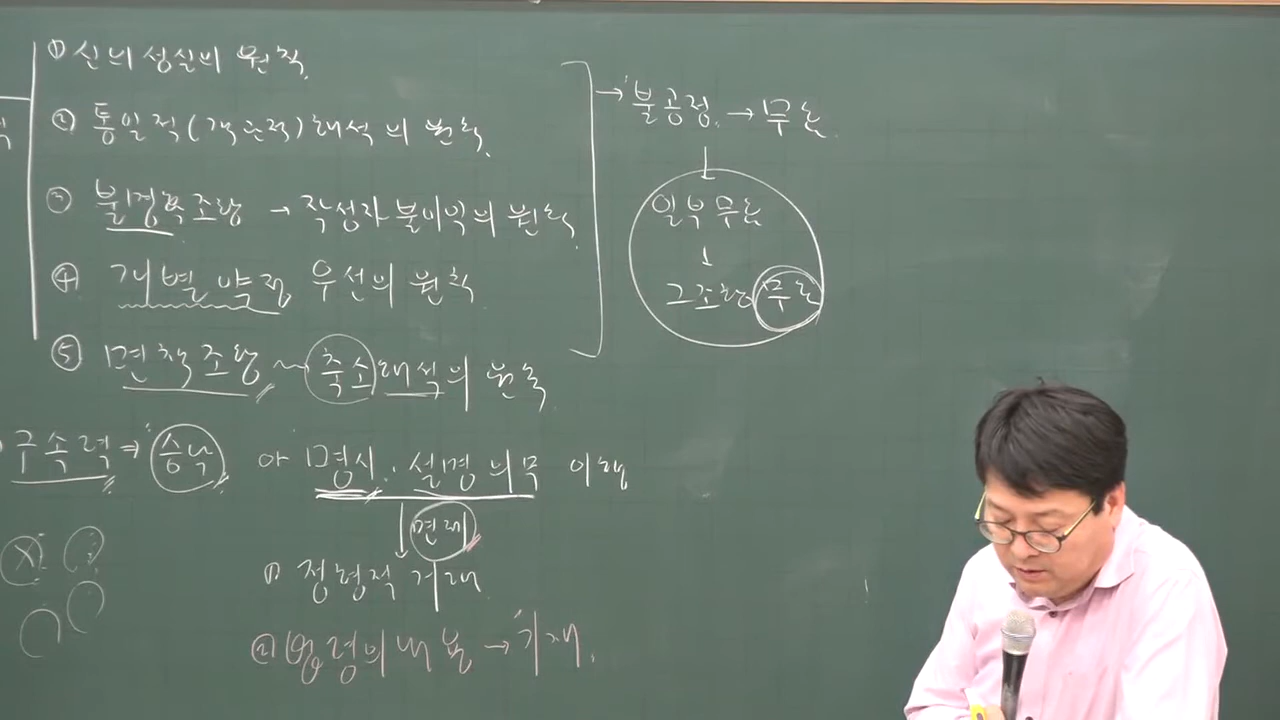 ① 신의성실의 원칙.
② 통일적(객관적)해석의 원칙.
③ 불명확조항 → 작성자불이익의 원칙.
④ 개별약정 우선의 원칙
⑤ 면책조항 ~ 축소해석의 원칙.
→ 불공정. → 무효.
↓
일부무효
↓
그조항 무효
구속력 ⇒ 승낙 아 명시.설명의무 이행
↓ 면제
① 정형적 거래.
② 법령의 내용 → 기재.